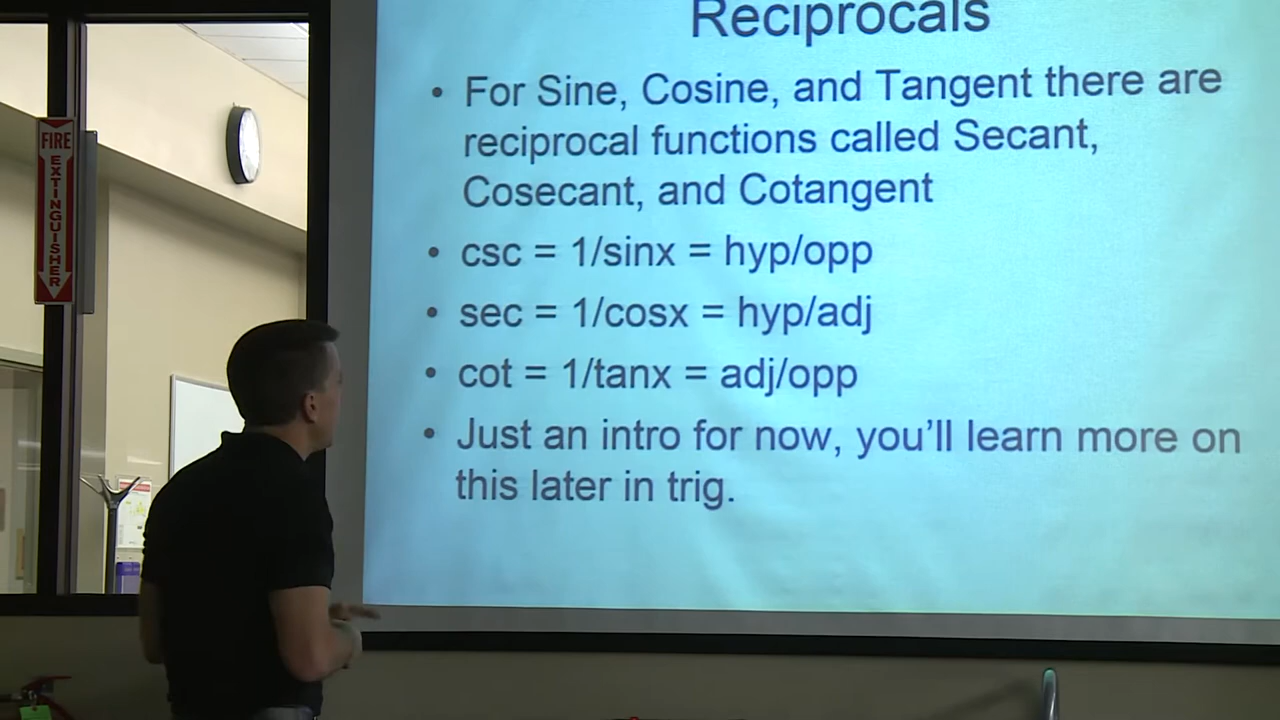 Reciprocals
• For Sine, Cosine, and Tangent there are
reciprocal functions called Secant,
Cosecant, and Cotangent
• csc = 1/sinx = hyp/opp
• sec = 1/cosx = hyp/adj
• cot = 1/tanx = adj/opp
• Just an intro for now, you'll learn more on
this later in trig.
FIRE
EXTINGUISHER